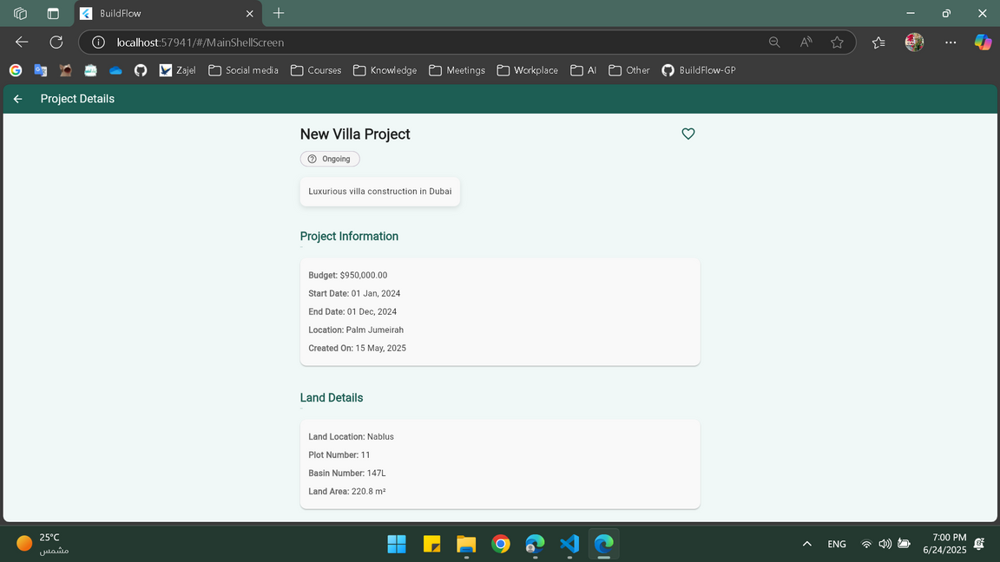 BuildFlow
localhost:57941/#/MainShellScreen
Zajel
Social media
Courses
Knowledge
Meetings
Workplace
AI
Other
BuildFlow-GP
Project Details
New Villa Project
Ongoing
Luxurious villa construction in Dubai
Project Information
Budget: $950,000.00
Start Date: 01 Jan, 2024
End Date: 01 Dec, 2024
Location: Palm Jumeirah
Created On: 15 May, 2025
Land Details
Land Location: Nablus
Plot Number: 11
Basin Number: 147L
Land Area: 220.8 m²
25°C
مشمس
ENG
7:00 PM
6/24/2025